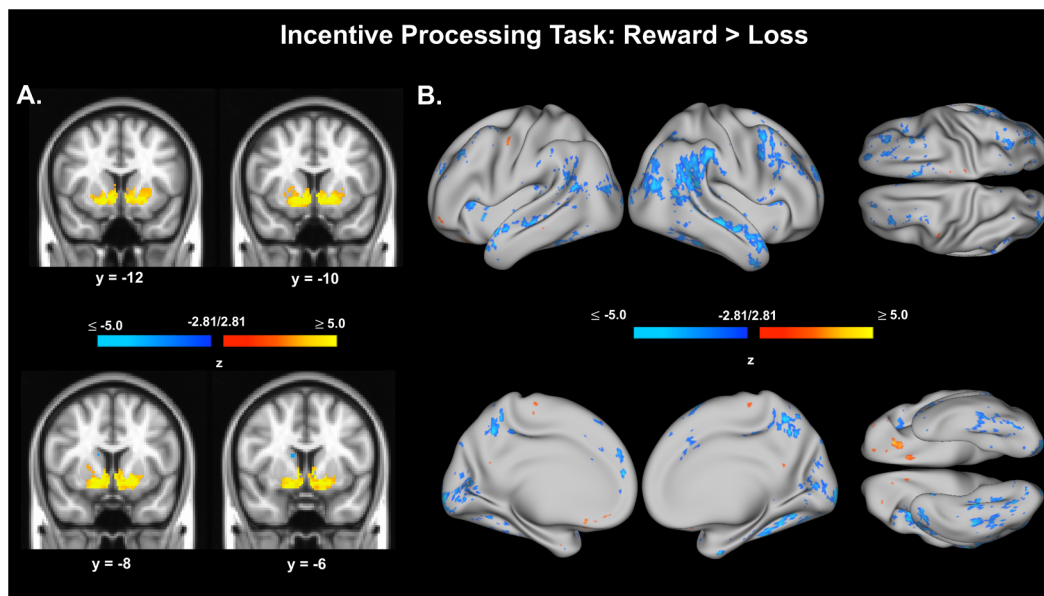 Incentive Processing Task: Reward > Loss
A.
B.
y = -12
y = -10
≤ -5.0
-2.81/2.81
≥ 5.0
z
≤ -5.0
-2.81/2.81
≥ 5.0
z
y = -8
y = -6